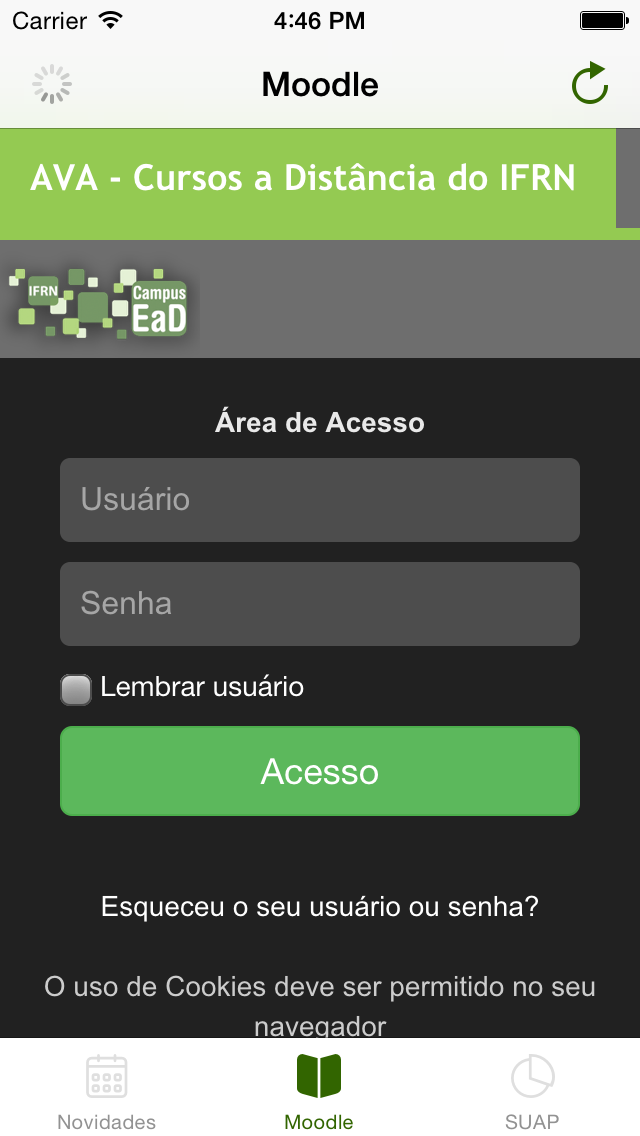 Carrier 4:46 PM
Moodle
AVA - Cursos a Distância do IFRN
IFRN
Campus
EaD
Área de Acesso
Usuário
Senha
Lembrar usuário
Acesso
Esqueceu o seu usuário ou senha?
O uso de Cookies deve ser permitido no seu
navegador
Novidades Moodle SUAP